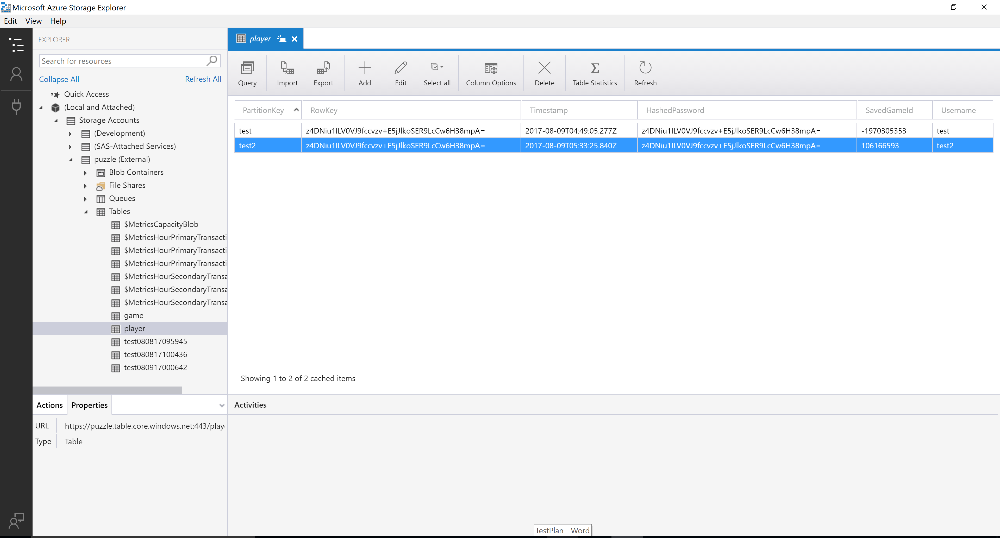 Microsoft Azure Storage Explorer
Edit View Help
EXPLORER
Search for resources
Collapse All Refresh All
Quick Access
(Local and Attached)
Storage Accounts
(Development)
(SAS-Attached Services)
puzzle (External)
Blob Containers
File Shares
Queues
Tables
$MetricsCapacityBlob
$MetricsHourPrimaryTransacti
$MetricsHourPrimaryTransacti
$MetricsHourPrimaryTransacti
$MetricsHourSecondaryTransa
$MetricsHourSecondaryTransa
$MetricsHourSecondaryTransa
game
player
test080817095945
test080817100436
test080917000642
Actions Properties
URL https://puzzle.table.core.windows.net:443/play
Type Table
player
Query Import Export Add Edit Select all Column Options Delete Table Statistics Refresh
PartitionKey RowKey Timestamp HashedPassword SavedGameId Username
test z4DNiu1ILV0VJ9fccvzv+E5jJlkoSER9LcCw6H38mpA= 2017-08-09T04:49:05.277Z z4DNiu1ILV0VJ9fccvzv+E5jJlkoSER9LcCw6H38mpA= -1970305353 test
test2 z4DNiu1ILV0VJ9fccvzv+E5jJlkoSER9LcCw6H38mpA= 2017-08-09T05:33:25.840Z z4DNiu1ILV0VJ9fccvzv+E5jJlkoSER9LcCw6H38mpA= 106166593 test2
Showing 1 to 2 of 2 cached items
Activities
TestPlan - Word